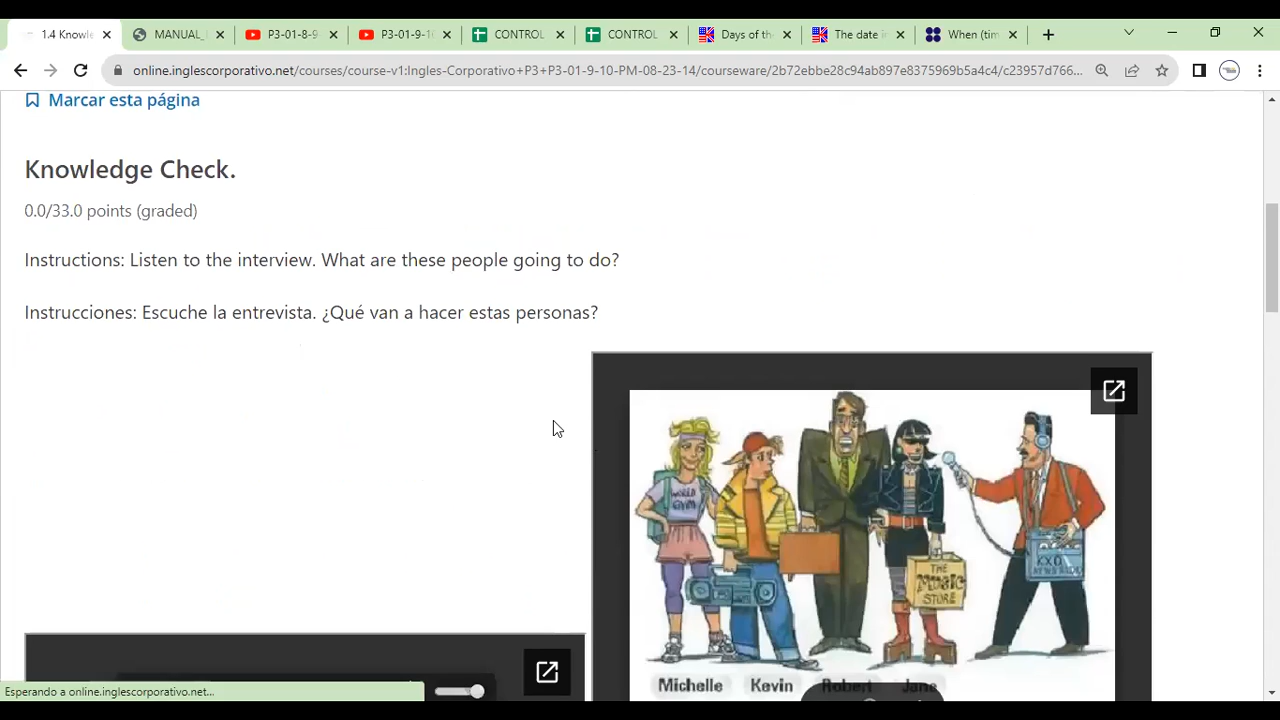 1.4 Knowle
MANUAL_
P3-01-8-9
P3-01-9-1
CONTROL
CONTROL
Days of th
The date i
When (tim
online.inglescorporativo.net/courses/course-v1:Ingles-Corporativo+P3+P3-01-9-10-PM-08-23-14/courseware/2b72ebbe28c94ab897e8375969b5a4c4/c23957d766...
Marcar esta página
Knowledge Check.
0.0/33.0 points (graded)
Instructions: Listen to the interview. What are these people going to do?
Instrucciones: Escuche la entrevista. ¿Qué van a hacer estas personas?
WORLD
GYM
THE
MUSIC
STORE
KXQ
NEWSRADIO
Michelle Kevin Robert Jane
Esperando a online.inglescorporativo.net...